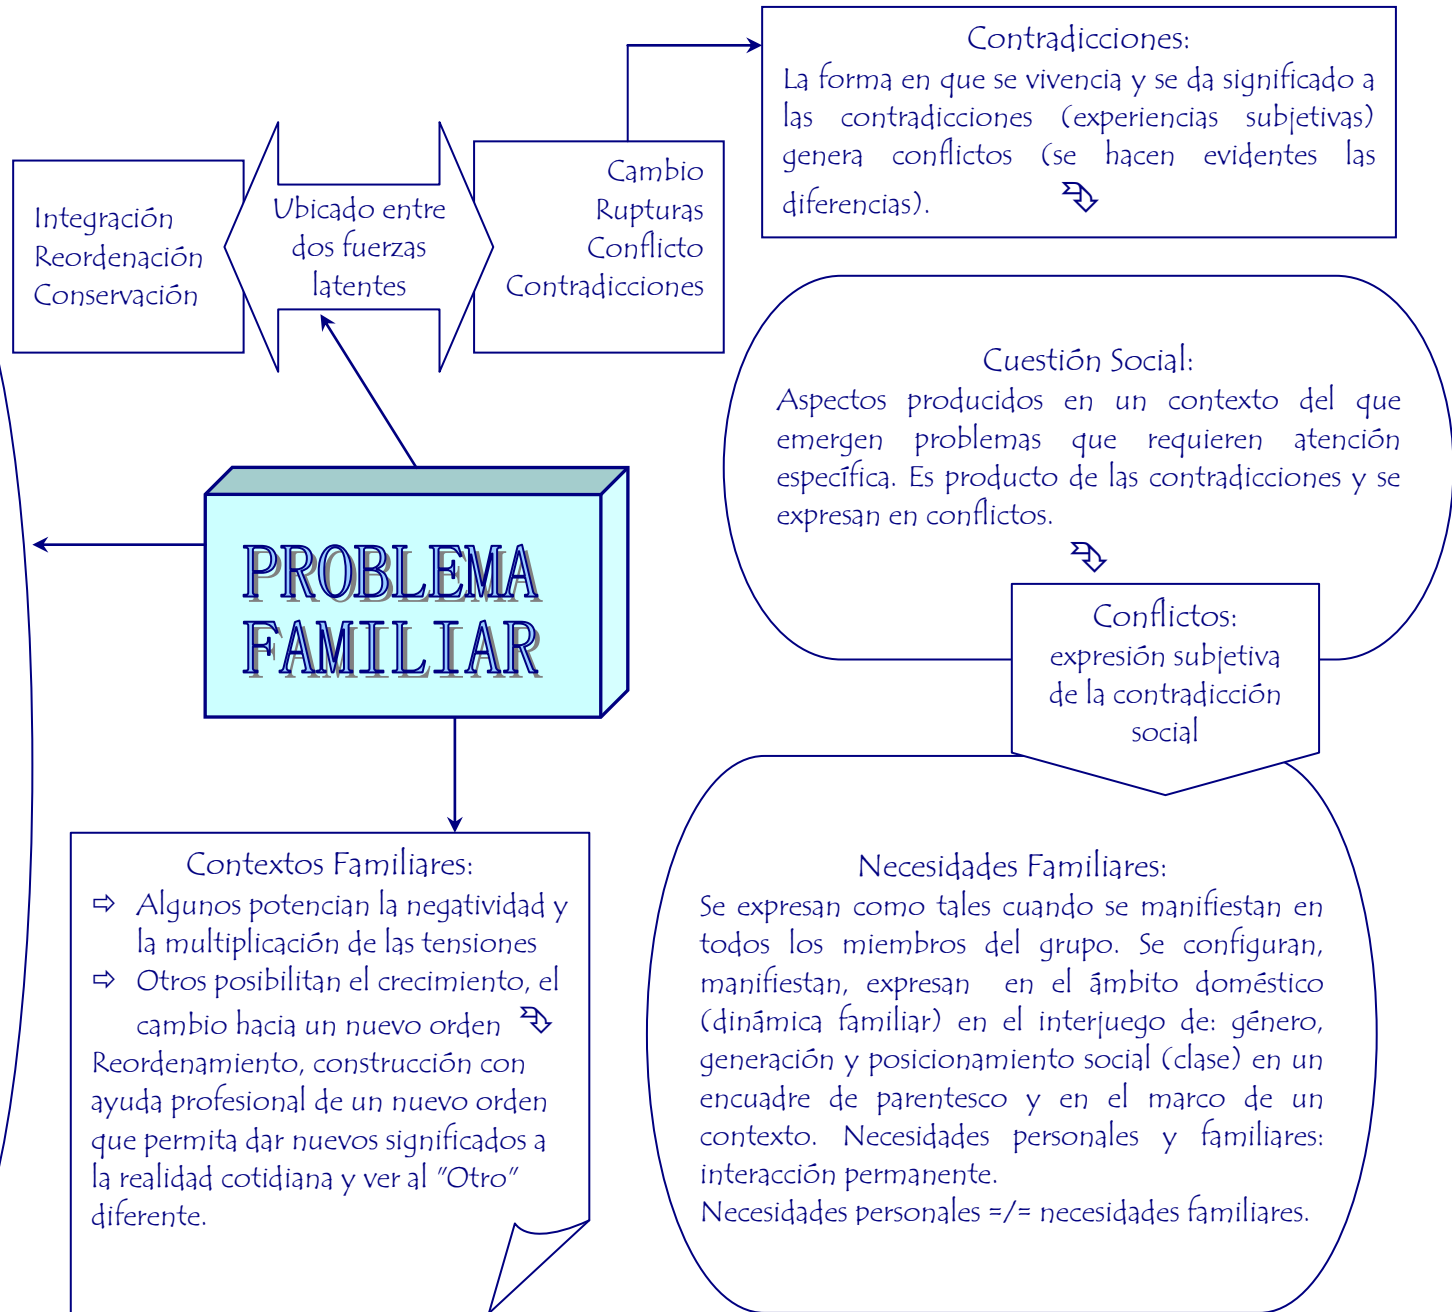 Contradicciones:
La forma en que se vivencia y se da significado a
las contradicciones (experiencias subjetivas)
genera conflictos (se hacen evidentes las
diferencias).
Integración
Reordenación
Conservación
Ubicado entre
dos fuerzas
latentes
Cambio
Rupturas
Conflicto
Contradicciones
Cuestión Social:
Aspectos producidos en un contexto del que
emergen problemas que requieren atención
específica. Es producto de las contradicciones y se
expresan en conflictos.
PROBLEMA
FAMILIAR
Conflictos:
expresión subjetiva
de la contradicción
social
Contextos Familiares:
⇨ Algunos potencian la negatividad y
la multiplicación de las tensiones
⇨ Otros posibilitan el crecimiento, el
cambio hacia un nuevo orden
Reordenamiento, construcción con
ayuda profesional de un nuevo orden
que permita dar nuevos significados a
la realidad cotidiana y ver al "Otro"
diferente.
Necesidades Familiares:
Se expresan como tales cuando se manifiestan en
todos los miembros del grupo. Se configuran,
manifiestan, expresan en el ámbito doméstico
(dinámica familiar) en el interjuego de: género,
generación y posicionamiento social (clase) en un
encuadre de parentesco y en el marco de un
contexto. Necesidades personales y familiares:
interacción permanente.
Necesidades personales =/= necesidades familiares.